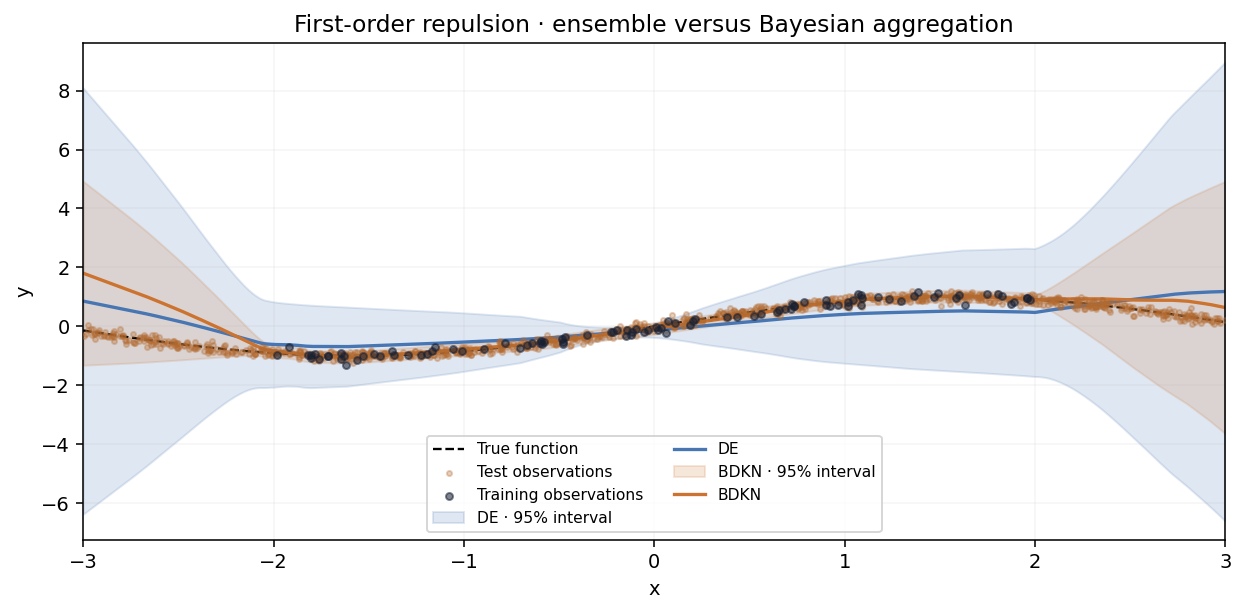 First-order repulsion · ensemble versus Bayesian aggregation
y
8
6
4
2
0
−2
−4
−6
−3
−2
−1
0
1
2
3
x
True function
Test observations
Training observations
DE · 95% interval
DE
BDKN · 95% interval
BDKN